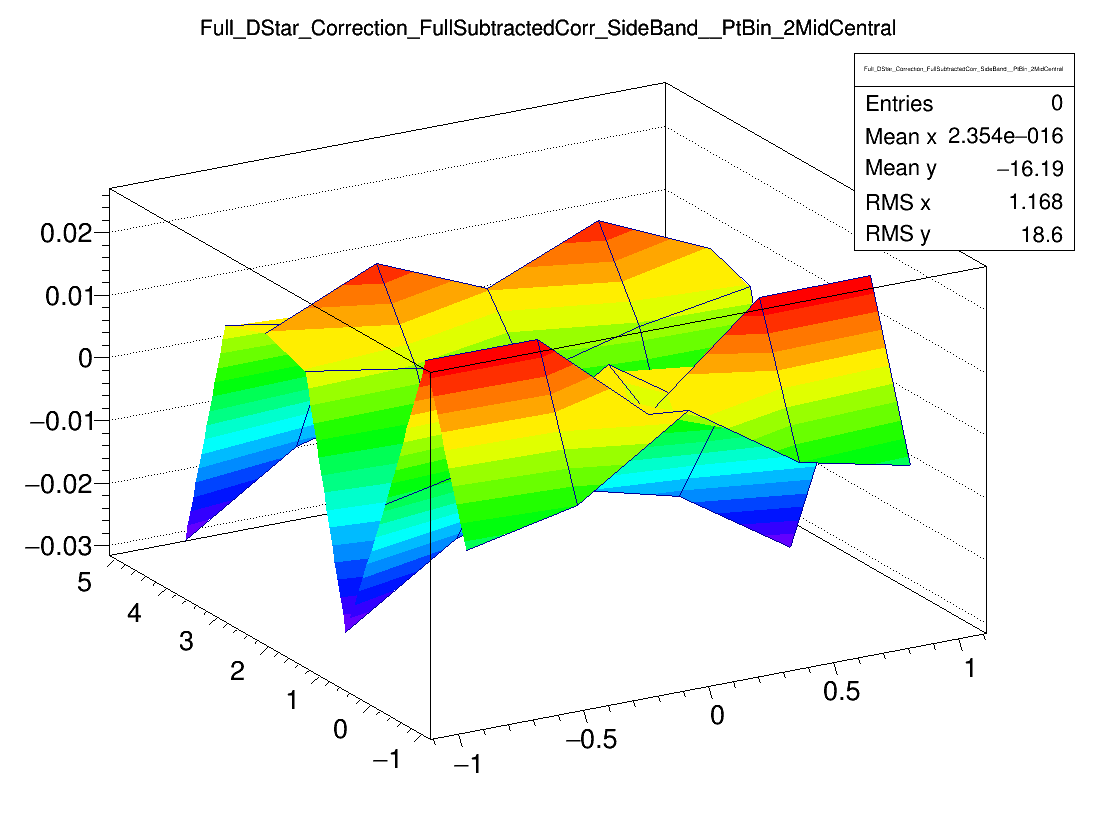 Full_DStar_Correction_FullSubtractedCorr_SideBand__PtBin_2MidCentral
Full_DStar_Correction_FullSubtractedCorr_SideBand__PtBin_2MidCentral
Entries 0
Mean x 2.354e−016
Mean y −16.19
RMS x 1.168
RMS y 18.6
0.02
0.01
0
−0.01
−0.02
−0.03
5
4
3
2
1
0
−1
−1
−0.5
0
0.5
1